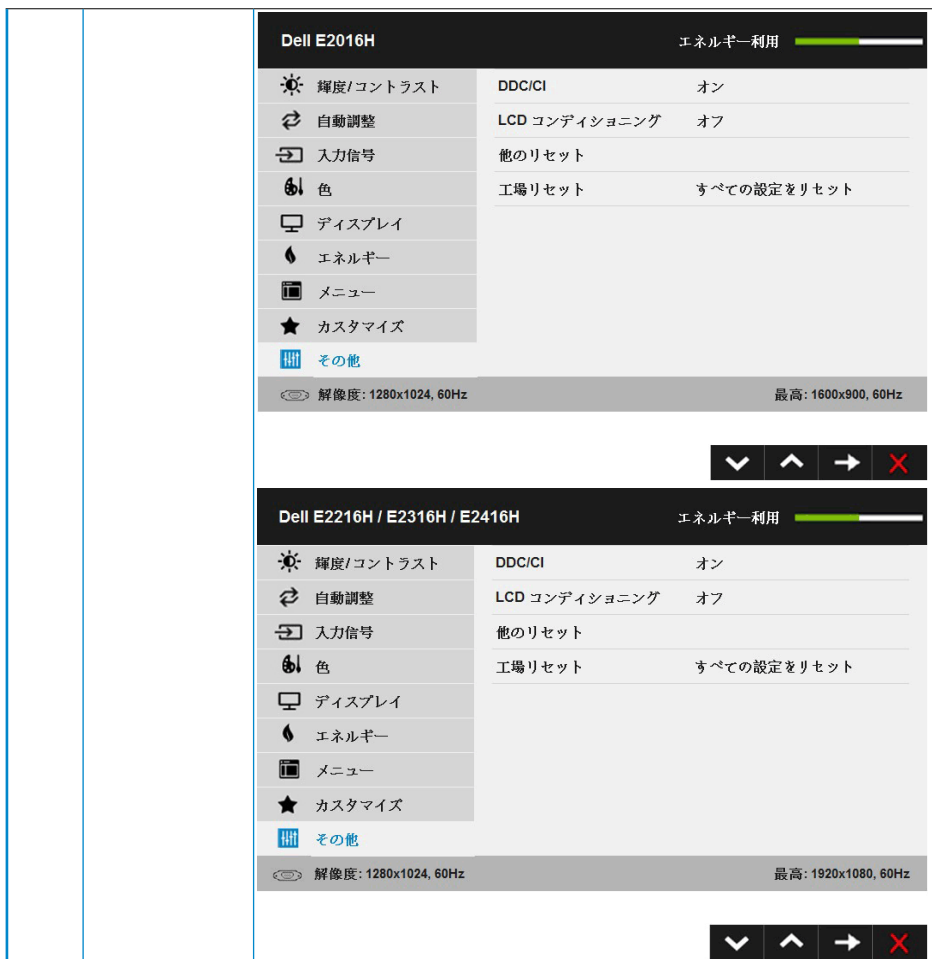 Dell E2016H エネルギー利用
輝度/コントラスト DDC/CI オン
自動調整 LCD コンディショニング オフ
入力信号 他のリセット
色 工場リセット すべての設定をリセット
ディスプレイ
エネルギー
メニュー
カスタマイズ
その他
解像度: 1280x1024, 60Hz 最高: 1600x900, 60Hz
Dell E2216H / E2316H / E2416H エネルギー利用
輝度/コントラスト DDC/CI オン
自動調整 LCD コンディショニング オフ
入力信号 他のリセット
色 工場リセット すべての設定をリセット
ディスプレイ
エネルギー
メニュー
カスタマイズ
その他
解像度: 1280x1024, 60Hz 最高: 1920x1080, 60Hz